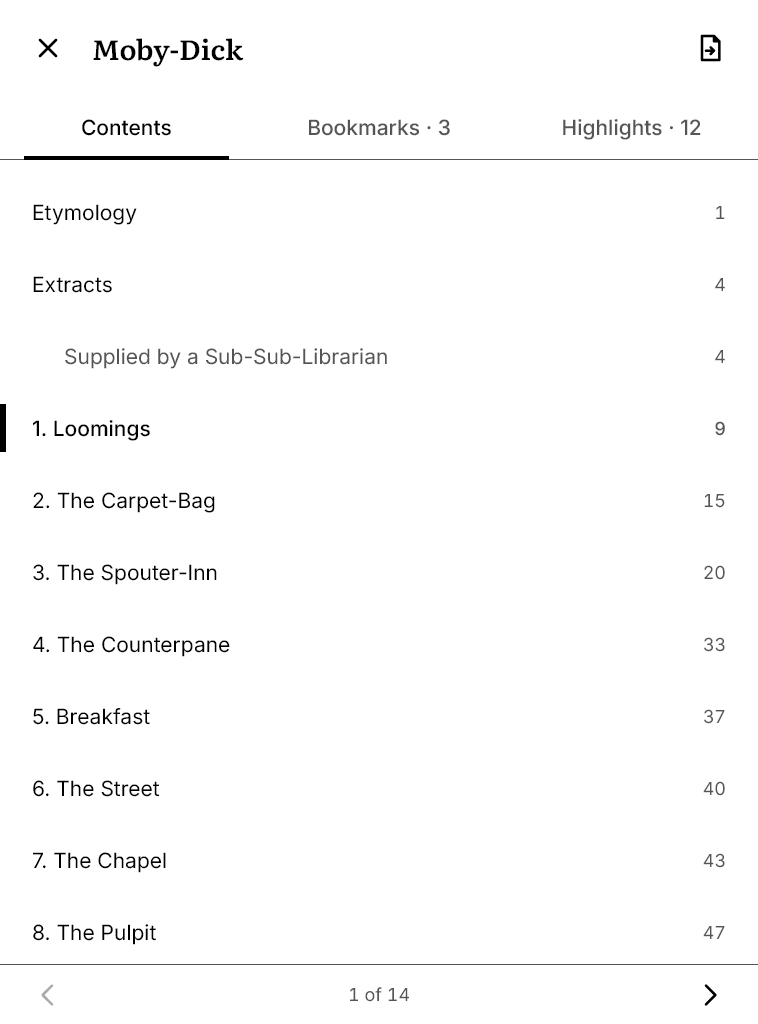 Moby-Dick
Contents
Bookmarks · 3
Highlights · 12
Etymology 1
Extracts 4
Supplied by a Sub-Sub-Librarian 4
1. Loomings 9
2. The Carpet-Bag 15
3. The Spouter-Inn 20
4. The Counterpane 33
5. Breakfast 37
6. The Street 40
7. The Chapel 43
8. The Pulpit 47
1 of 14